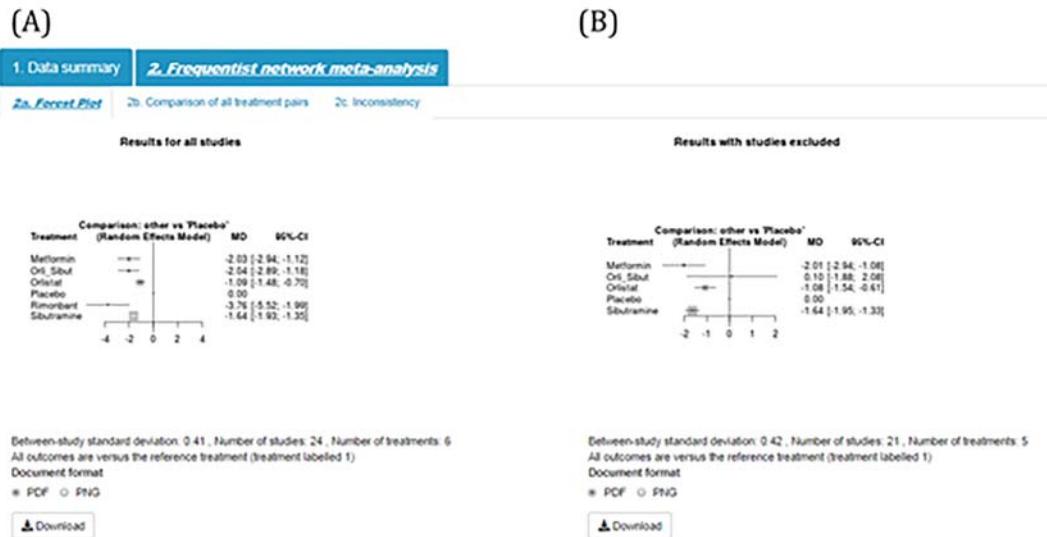 (A)
1. Data summary 2. Frequentist network meta-analysis
2a. Forest Plot 2b. Comparison of all treatment pairs 2c. Inconsistency
Results for all studies
Comparison: other vs 'Placebo'
Treatment (Random Effects Model) MD 95%-CI
Metformin -2.03 [-2.94; -1.12]
Orli_Sibut -2.04 [-2.89; -1.18]
Orlistat -1.09 [-1.48; -0.70]
Placebo 0.00
Rimonbant -3.76 [-5.52; -1.99]
Sibutramine -1.64 [-1.93; -1.35]
-4 -2 0 2 4
Between-study standard deviation: 0.41 , Number of studies: 24 , Number of treatments: 6
All outcomes are versus the reference treatment (treatment labelled 1)
Document format
PDF PNG
Download
(B)
Results with studies excluded
Comparison: other vs 'Placebo'
Treatment (Random Effects Model) MD 95%-CI
Metformin -2.01 [-2.94; -1.08]
Orli_Sibut 0.10 [-1.88; 2.08]
Orlistat -1.08 [-1.54; -0.61]
Placebo 0.00
Sibutramine -1.64 [-1.95; -1.33]
-2 -1 0 1 2
Between-study standard deviation: 0.42 , Number of studies: 21 , Number of treatments: 5
All outcomes are versus the reference treatment (treatment labelled 1)
Document format
PDF PNG
Download